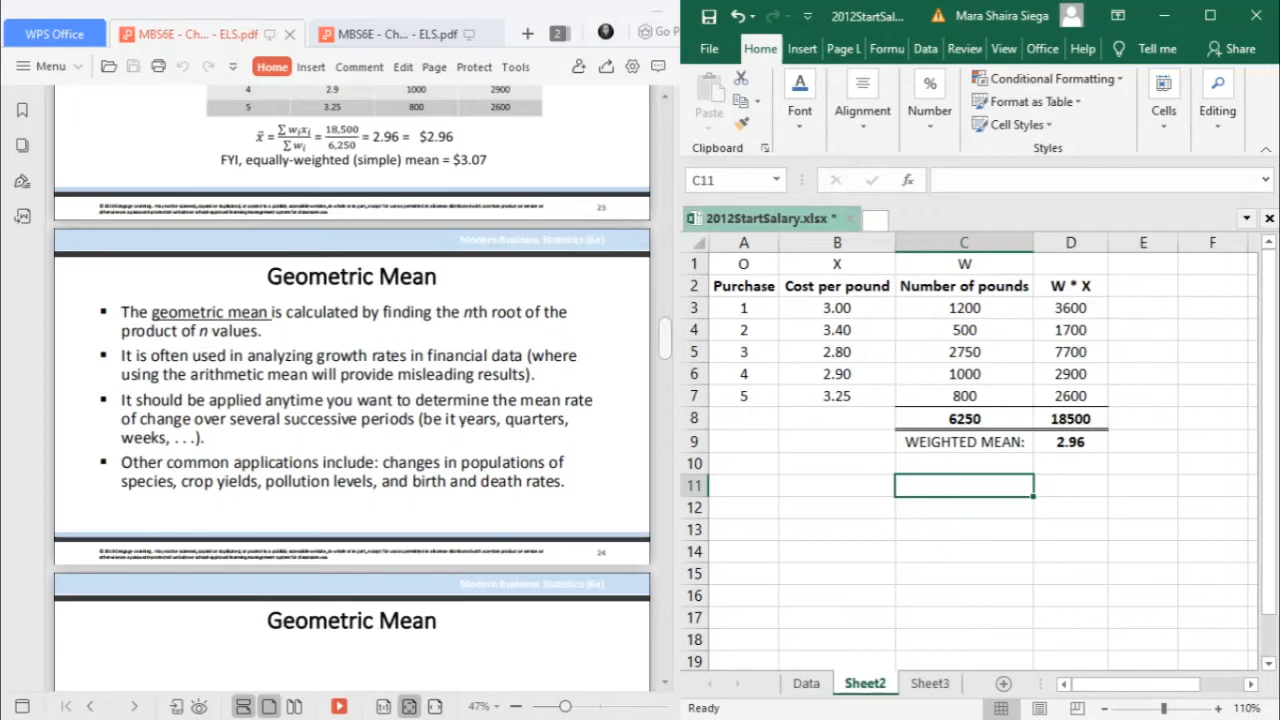 WPS Office
MBS6E - Ch... - ELS.pdf
MBS6E - Ch... - ELS.pdf
2
Go P
Menu
Home Insert Comment Edit Page Protect Tools
4 2.9 1000 2900
5 3.25 800 2600
x̄ = ∑ wᵢxᵢ / ∑ wᵢ = 18,500 / 6,250 = 2.96 = $2.96
FYI, equally-weighted (simple) mean = $3.07
23
Modern Business Statistics (6e)
Geometric Mean
▪ The geometric mean is calculated by finding the nth root of the
product of n values.
▪ It is often used in analyzing growth rates in financial data (where
using the arithmetic mean will provide misleading results).
▪ It should be applied anytime you want to determine the mean rate
of change over several successive periods (be it years, quarters,
weeks, . . .).
▪ Other common applications include: changes in populations of
species, crop yields, pollution levels, and birth and death rates.
24
Modern Business Statistics (6e)
Geometric Mean
47%
2012StartSal... Mara Shaira Siega
File Home Insert Page L Formu Data Review View Office Help Tell me Share
Paste
Font
Alignment
Number
Conditional Formatting
Format as Table
Cell Styles
Cells
Editing
Clipboard
Styles
C11
fx
2012StartSalary.xlsx *
A B C D E F
1 O X W
2 Purchase Cost per pound Number of pounds W * X
3 1 3.00 1200 3600
4 2 3.40 500 1700
5 3 2.80 2750 7700
6 4 2.90 1000 2900
7 5 3.25 800 2600
8 6250 18500
9 WEIGHTED MEAN: 2.96
10
11
12
13
14
15
16
17
18
19
Data Sheet2 Sheet3
Ready
110%